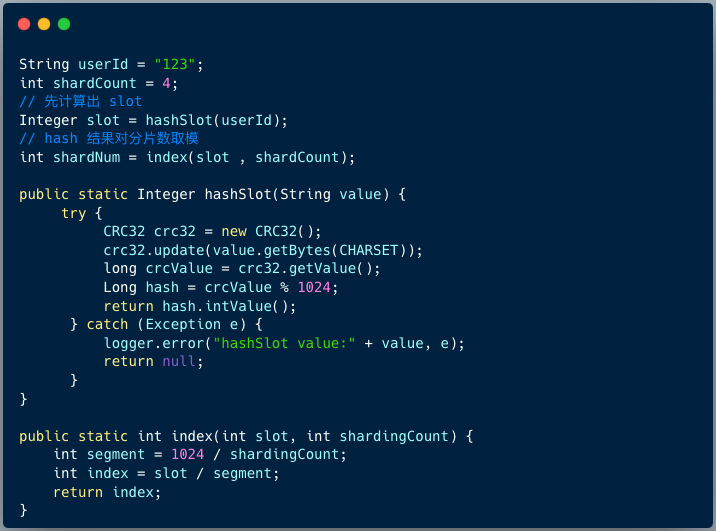 String userId = "123";
int shardCount = 4;
// 先计算出 slot
Integer slot = hashSlot(userId);
// hash 结果对分片数取模
int shardNum = index(slot , shardCount);

public static Integer hashSlot(String value) {
     try {
          CRC32 crc32 = new CRC32();
          crc32.update(value.getBytes(CHARSET));
          long crcValue = crc32.getValue();
          Long hash = crcValue % 1024;
          return hash.intValue();
      } catch (Exception e) {
          logger.error("hashSlot value:" + value, e);
          return null;
      }
}

public static int index(int slot, int shardingCount) {
    int segment = 1024 / shardingCount;
    int index = slot / segment;
    return index;
}